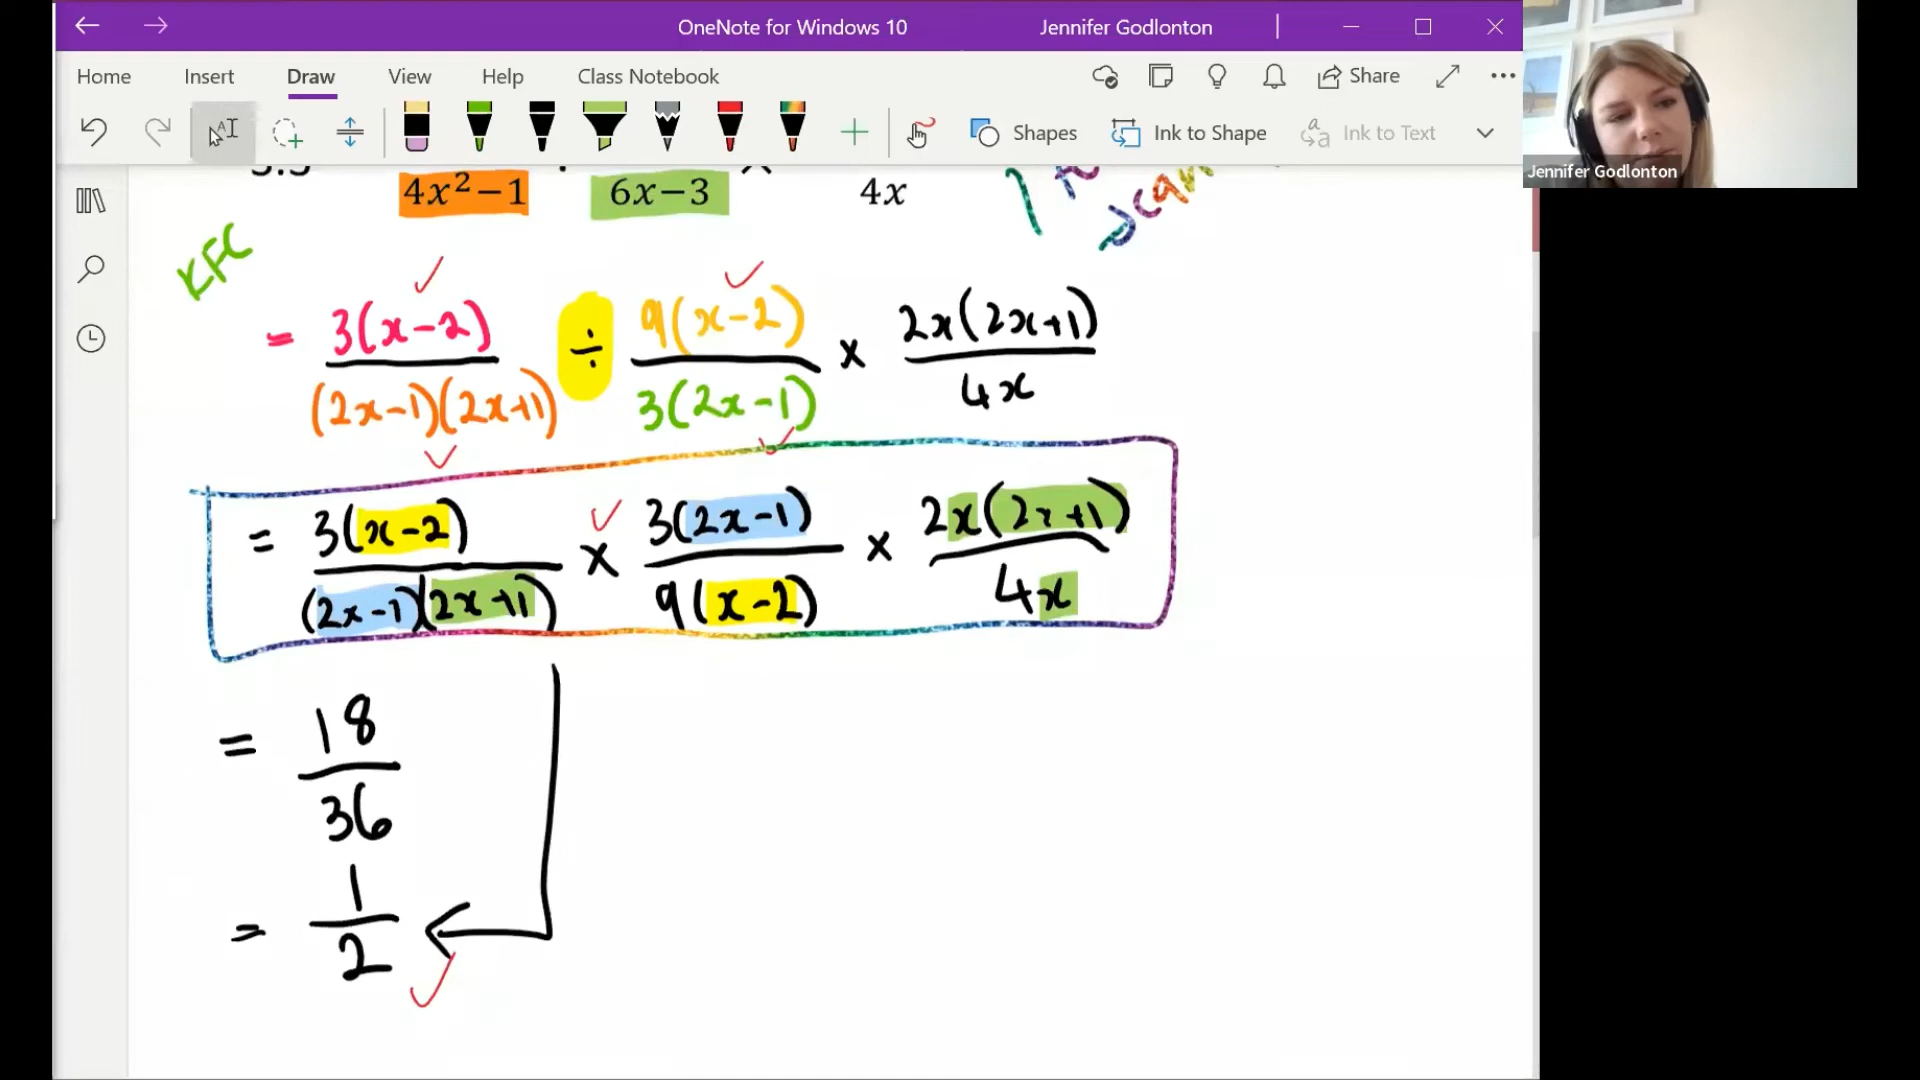 OneNote for Windows 10 Jennifer Godlonton
Home Insert Draw View Help Class Notebook Share
Shapes Ink to Shape Ink to Text
Jennifer Godlonton
4x²−1 6x−3 4x
KFC
= 3(x-2) ÷ 9(x-2) × 2x(2x+1)
(2x-1)(2x+1) 3(2x-1) 4x
= 3(x-2) × 3(2x-1) × 2x(2x+1)
(2x-1)(2x+1) 9(x-2) 4x
= 18
36
= 1
2